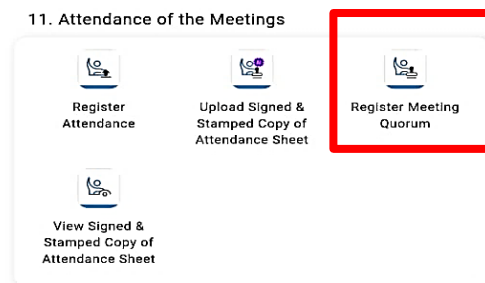 11. Attendance of the Meetings
Register
Attendance
Upload Signed &
Stamped Copy of
Attendance Sheet
Register Meeting
Quorum
View Signed &
Stamped Copy of
Attendance Sheet